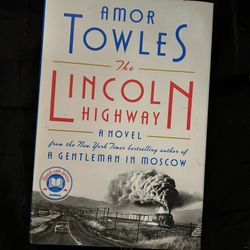 AMOR
TOWLES
The
LINCOLN
HIGHWAY
A NOVEL
from the New York Times bestselling author of
A GENTLEMAN IN MOSCOW